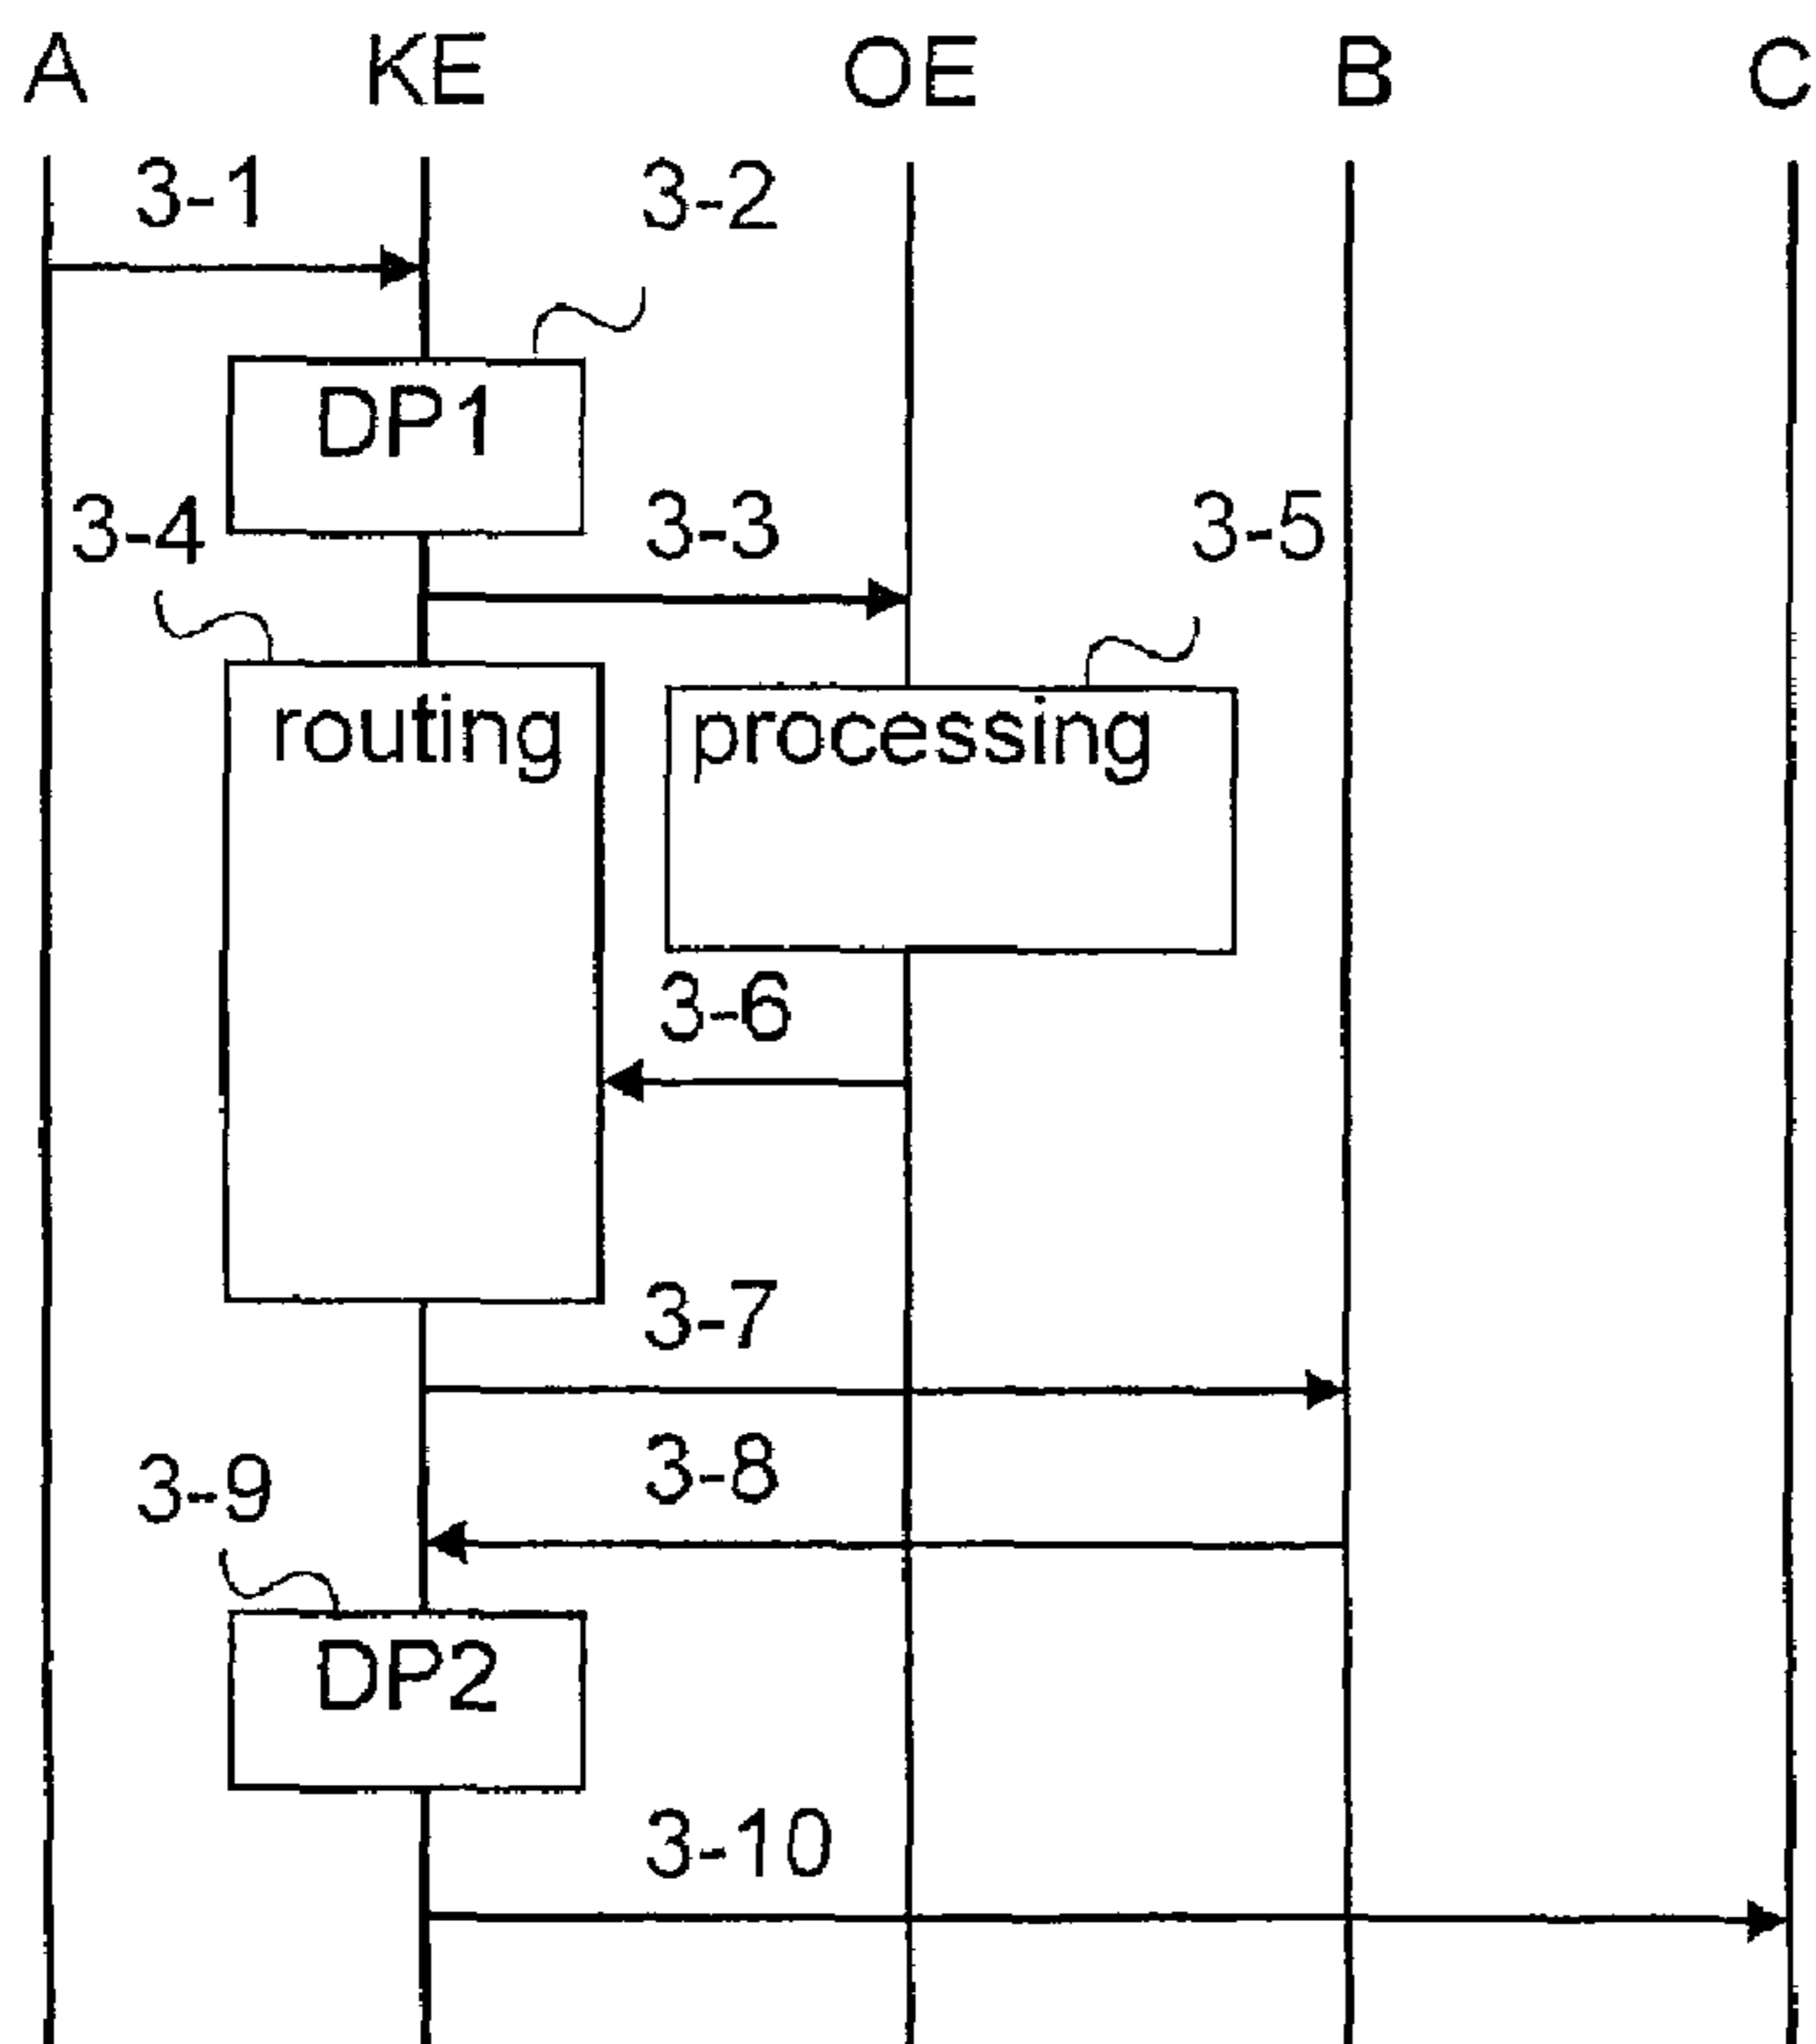 A KE OE B C
3-1
3-2
DP1
3-4
3-3
3-5
routing
processing
3-6
3-7
3-8
3-9
DP2
3-10